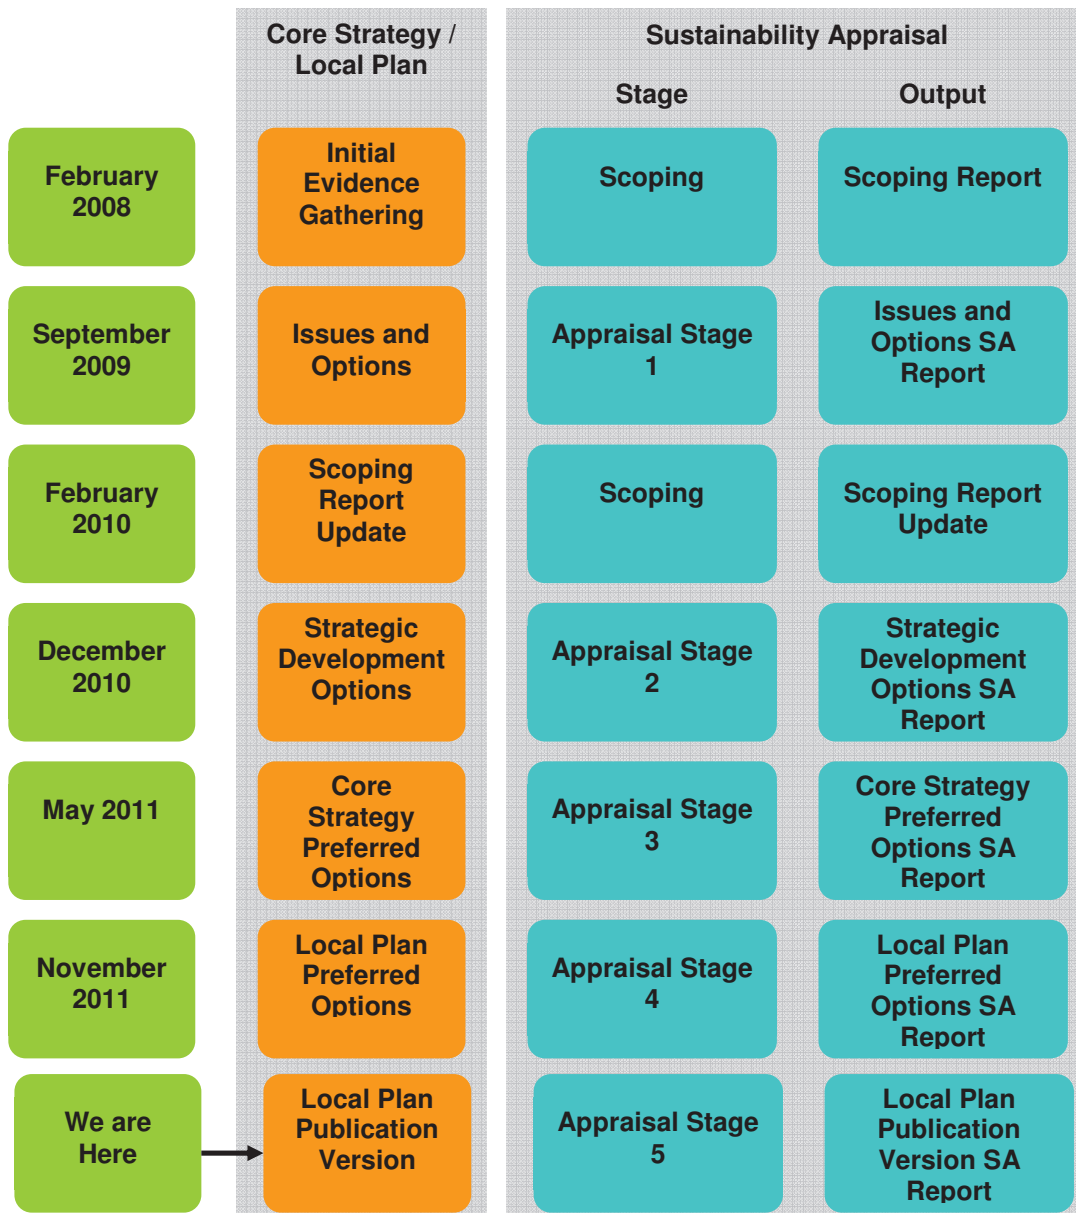 Core Strategy /
Local Plan
Sustainability Appraisal
Stage
Output
February
2008
Initial
Evidence
Gathering
Scoping
Scoping Report
September
2009
Issues and
Options
Appraisal Stage
1
Issues and
Options SA
Report
February
2010
Scoping
Report
Update
Scoping
Scoping Report
Update
December
2010
Strategic
Development
Options
Appraisal Stage
2
Strategic
Development
Options SA
Report
May 2011
Core
Strategy
Preferred
Options
Appraisal Stage
3
Core Strategy
Preferred
Options SA
Report
November
2011
Local Plan
Preferred
Options
Appraisal Stage
4
Local Plan
Preferred
Options SA
Report
We are
Here
Local Plan
Publication
Version
Appraisal Stage
5
Local Plan
Publication
Version SA
Report